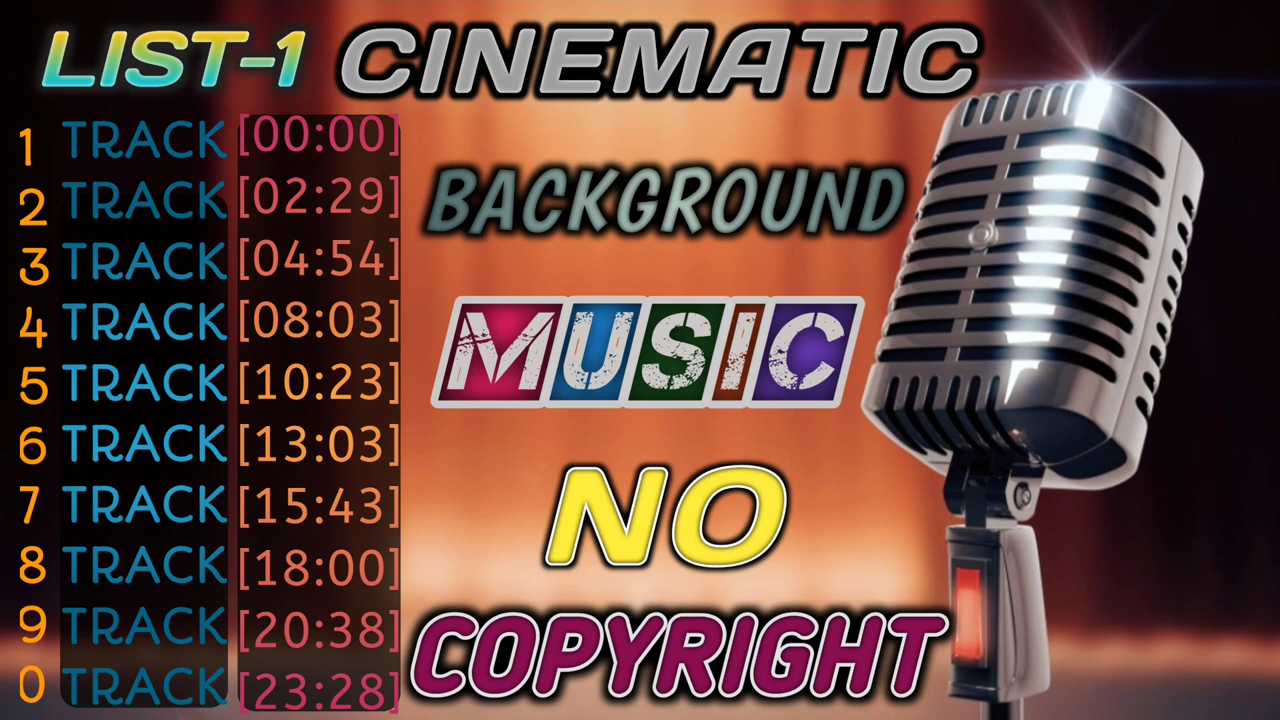 LIST-1 CINEMATIC
1 TRACK [00:00]
2 TRACK [02:29]
3 TRACK [04:54]
4 TRACK [08:03]
5 TRACK [10:23]
6 TRACK [13:03]
7 TRACK [15:43]
8 TRACK [18:00]
9 TRACK [20:38]
0 TRACK [23:28]
BACKGROUND
MUSIC
NO
COPYRIGHT